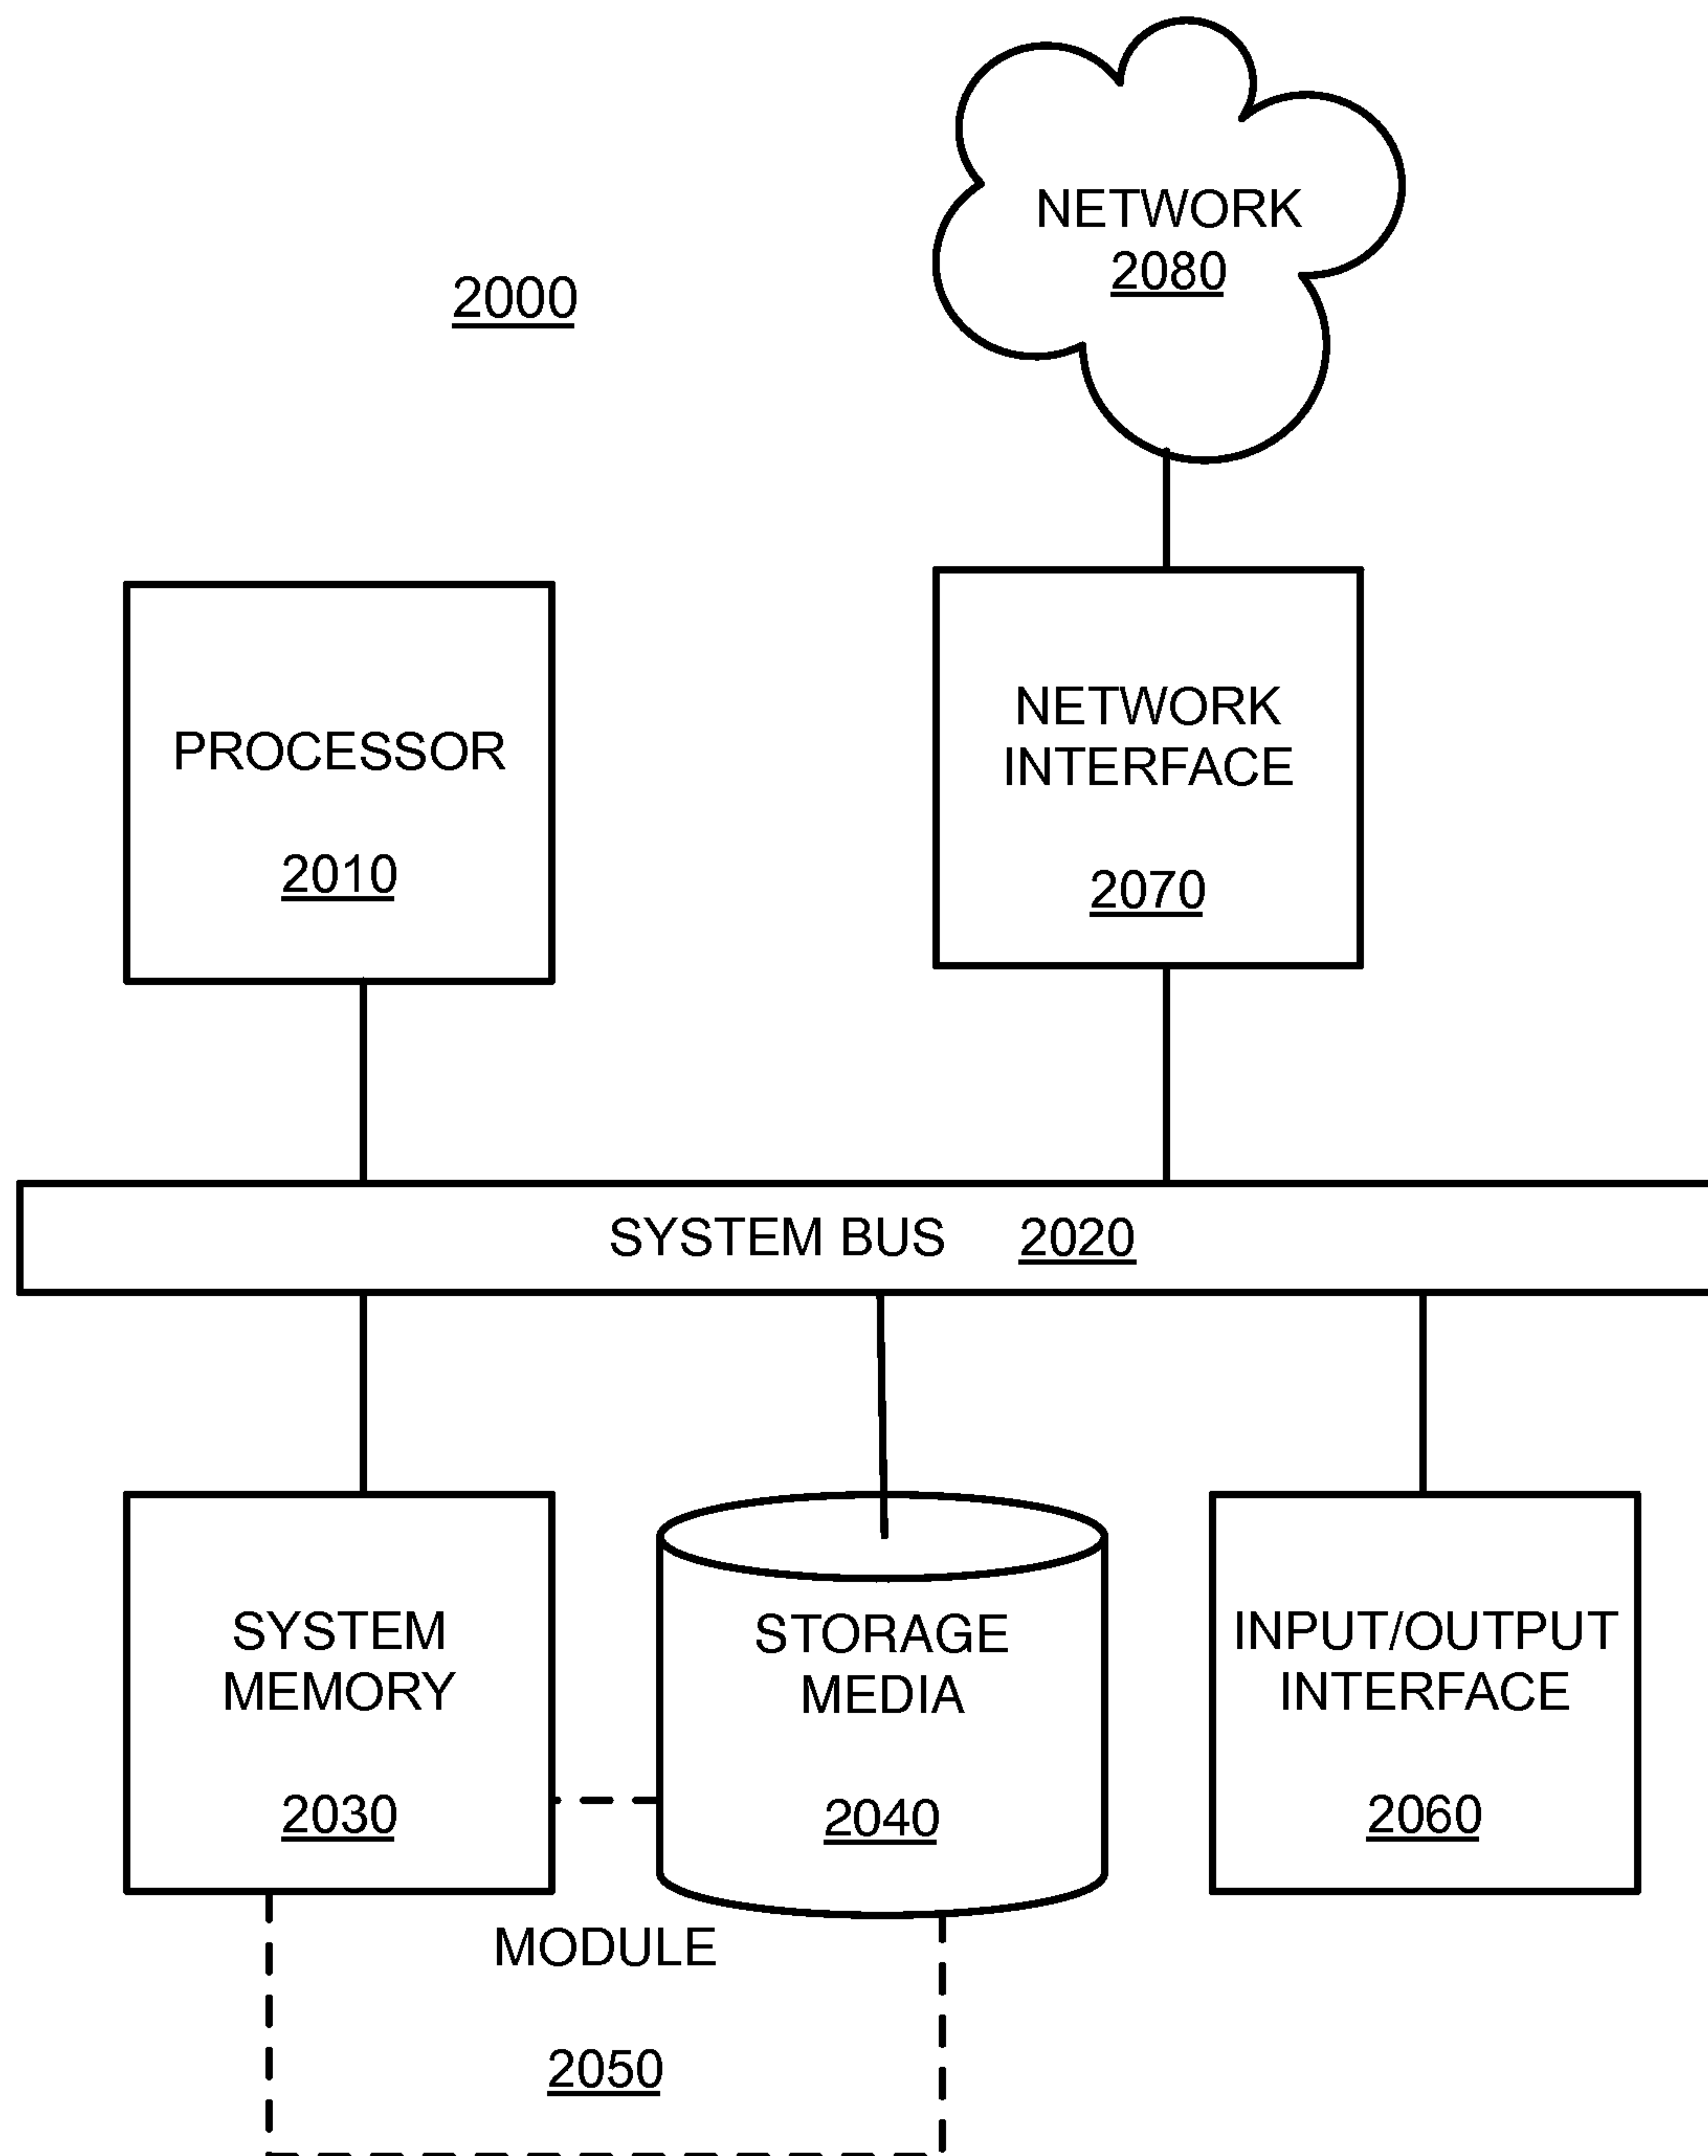 NETWORK
2080
2000
PROCESSOR
2010
NETWORK
INTERFACE
2070
SYSTEM BUS 2020
SYSTEM
MEMORY
2030
STORAGE
MEDIA
2040
INPUT/OUTPUT
INTERFACE
2060
MODULE
2050